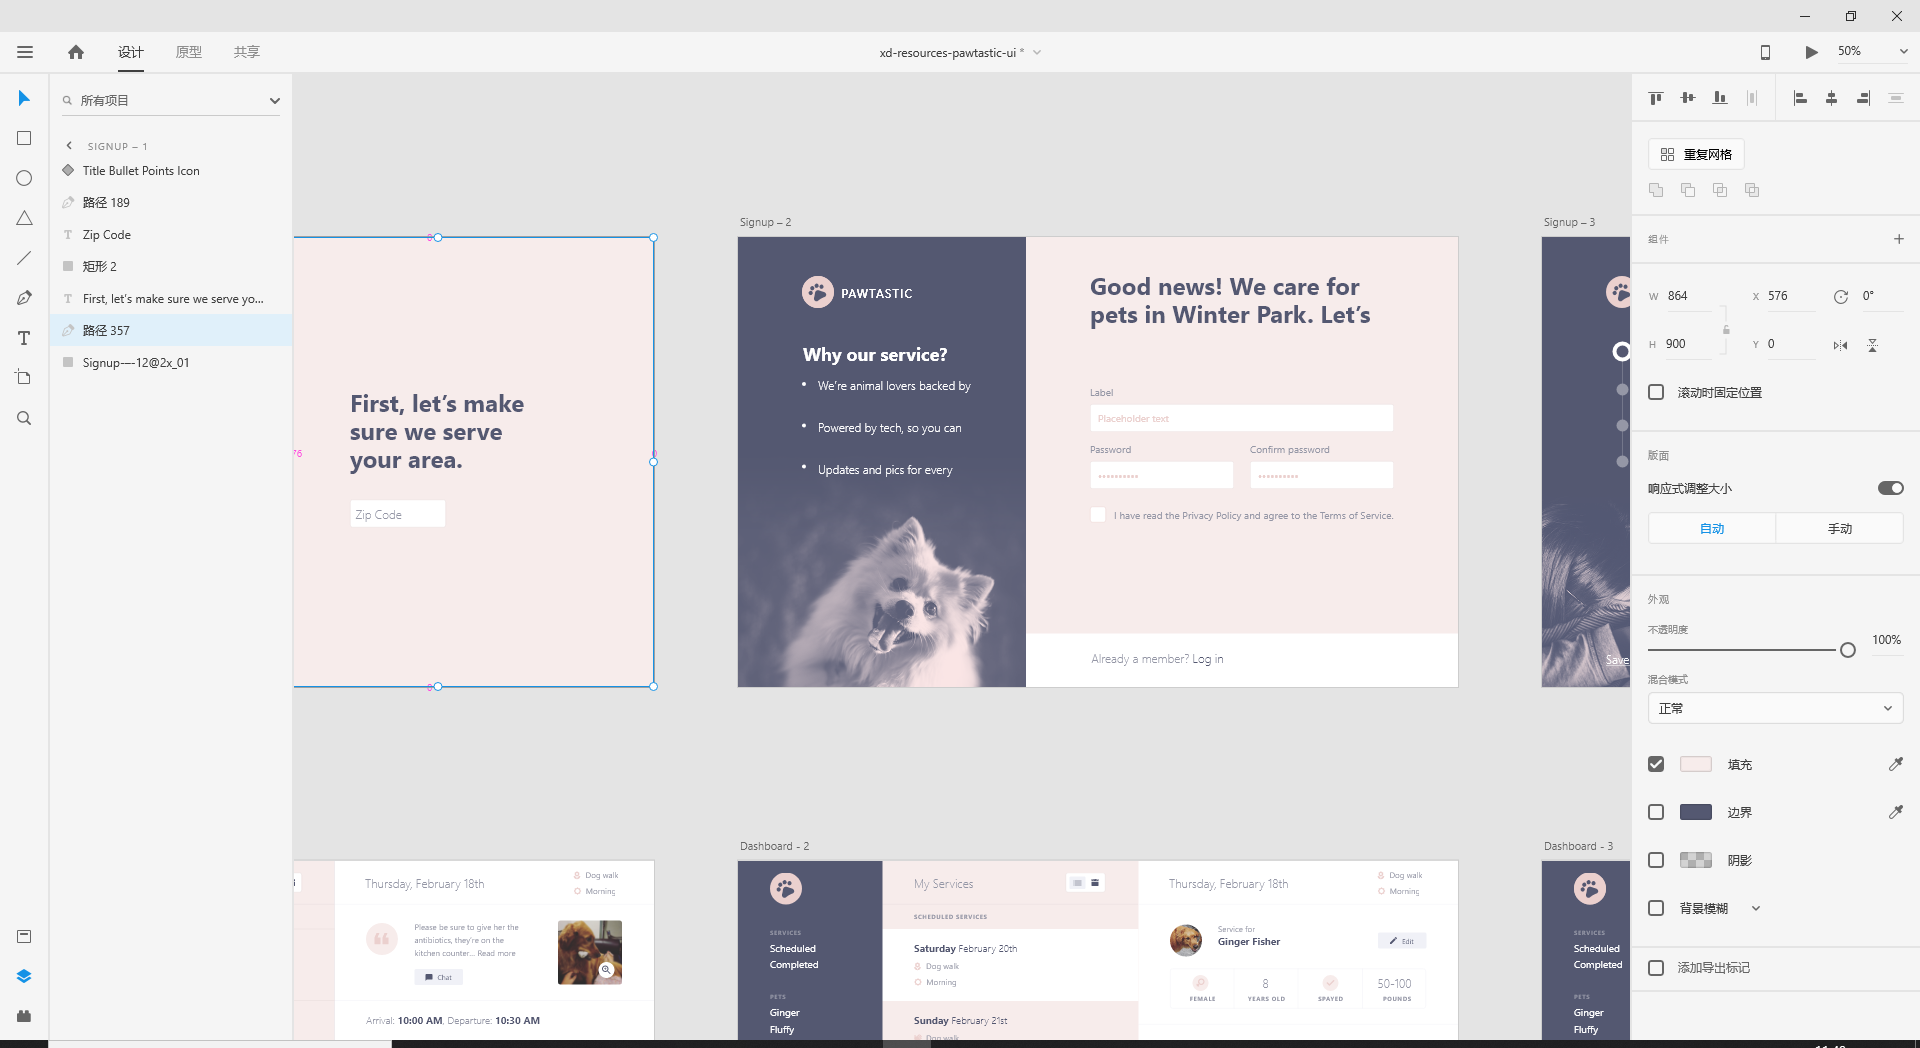 设计
原型
共享
xd-resources-pawtastic-ui *
50%
所有项目
SIGNUP – 1
Title Bullet Points Icon
路径 189
Zip Code
矩形 2
First, let's make sure we serve yo...
路径 357
Signup-–-12@2x_01
First, let's make
sure we serve
your area.
Zip Code
0
0
0
Signup – 2
PAWTASTIC
Why our service?
• We're animal lovers backed by
• Powered by tech, so you can
• Updates and pics for every
Good news! We care for
pets in Winter Park. Let's
Label
Placeholder text
Password
Confirm password
••••••••••
••••••••••
I have read the Privacy Policy and agree to the Terms of Service.
Already a member? Log in
Signup – 3
Save
Thursday, February 18th
Dog walk
Morning
Please be sure to give her the
antibiotics, they're on the
kitchen counter... Read more
Chat
Arrival: 10:00 AM, Departure: 10:30 AM
Dashboard - 2
SERVICES
Scheduled
Completed
PETS
Ginger
Fluffy
My Services
SCHEDULED SERVICES
Saturday February 20th
Dog walk
Morning
Sunday February 21st
Dog walk
Thursday, February 18th
Dog walk
Morning
Service for
Ginger Fisher
Edit
FEMALE
8
YEARS OLD
SPAYED
50-100
POUNDS
Dashboard - 3
SERVICES
Scheduled
Completed
PETS
Ginger
Fluffy
重复网格
组件
W 864
X 576
0°
H 900
Y 0
滚动时固定位置
版面
响应式调整大小
自动
手动
外观
不透明度
100%
混合模式
正常
填充
边界
阴影
背景模糊
添加导出标记